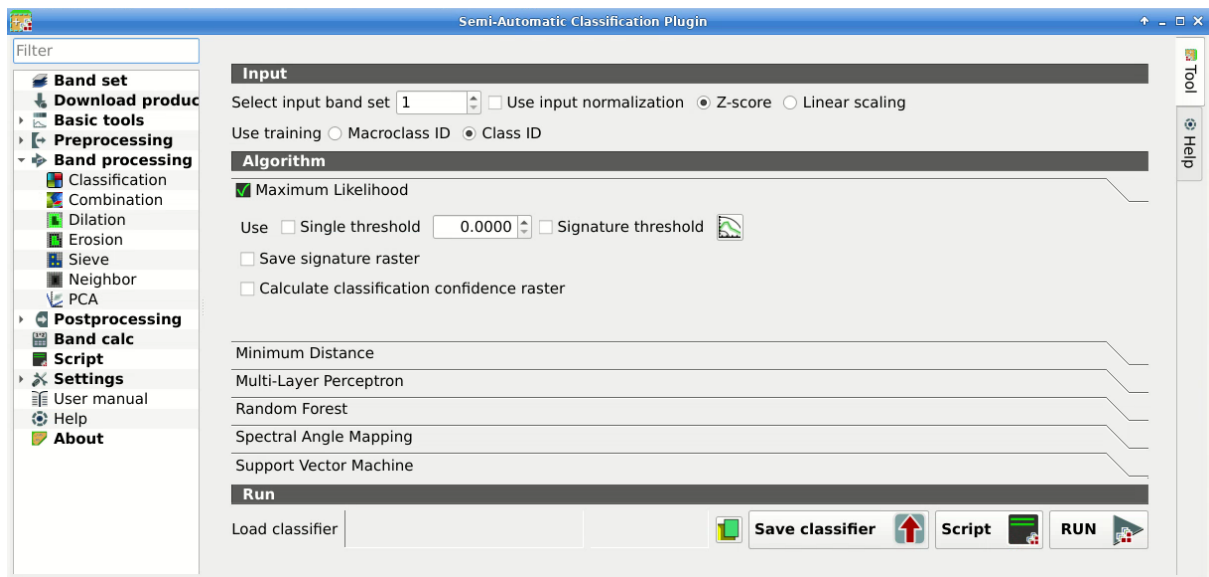 Semi-Automatic Classification Plugin
Filter
Band set
Download produc
Basic tools
Preprocessing
Band processing
Classification
Combination
Dilation
Erosion
Sieve
Neighbor
PCA
Postprocessing
Band calc
Script
Settings
User manual
Help
About
Input
Select input band set 1 Use input normalization Z-score Linear scaling
Use training Macroclass ID Class ID
Algorithm
Maximum Likelihood
Use Single threshold 0.0000 Signature threshold
Save signature raster
Calculate classification confidence raster
Minimum Distance
Multi-Layer Perceptron
Random Forest
Spectral Angle Mapping
Support Vector Machine
Run
Load classifier Save classifier Script RUN
Tool
Help